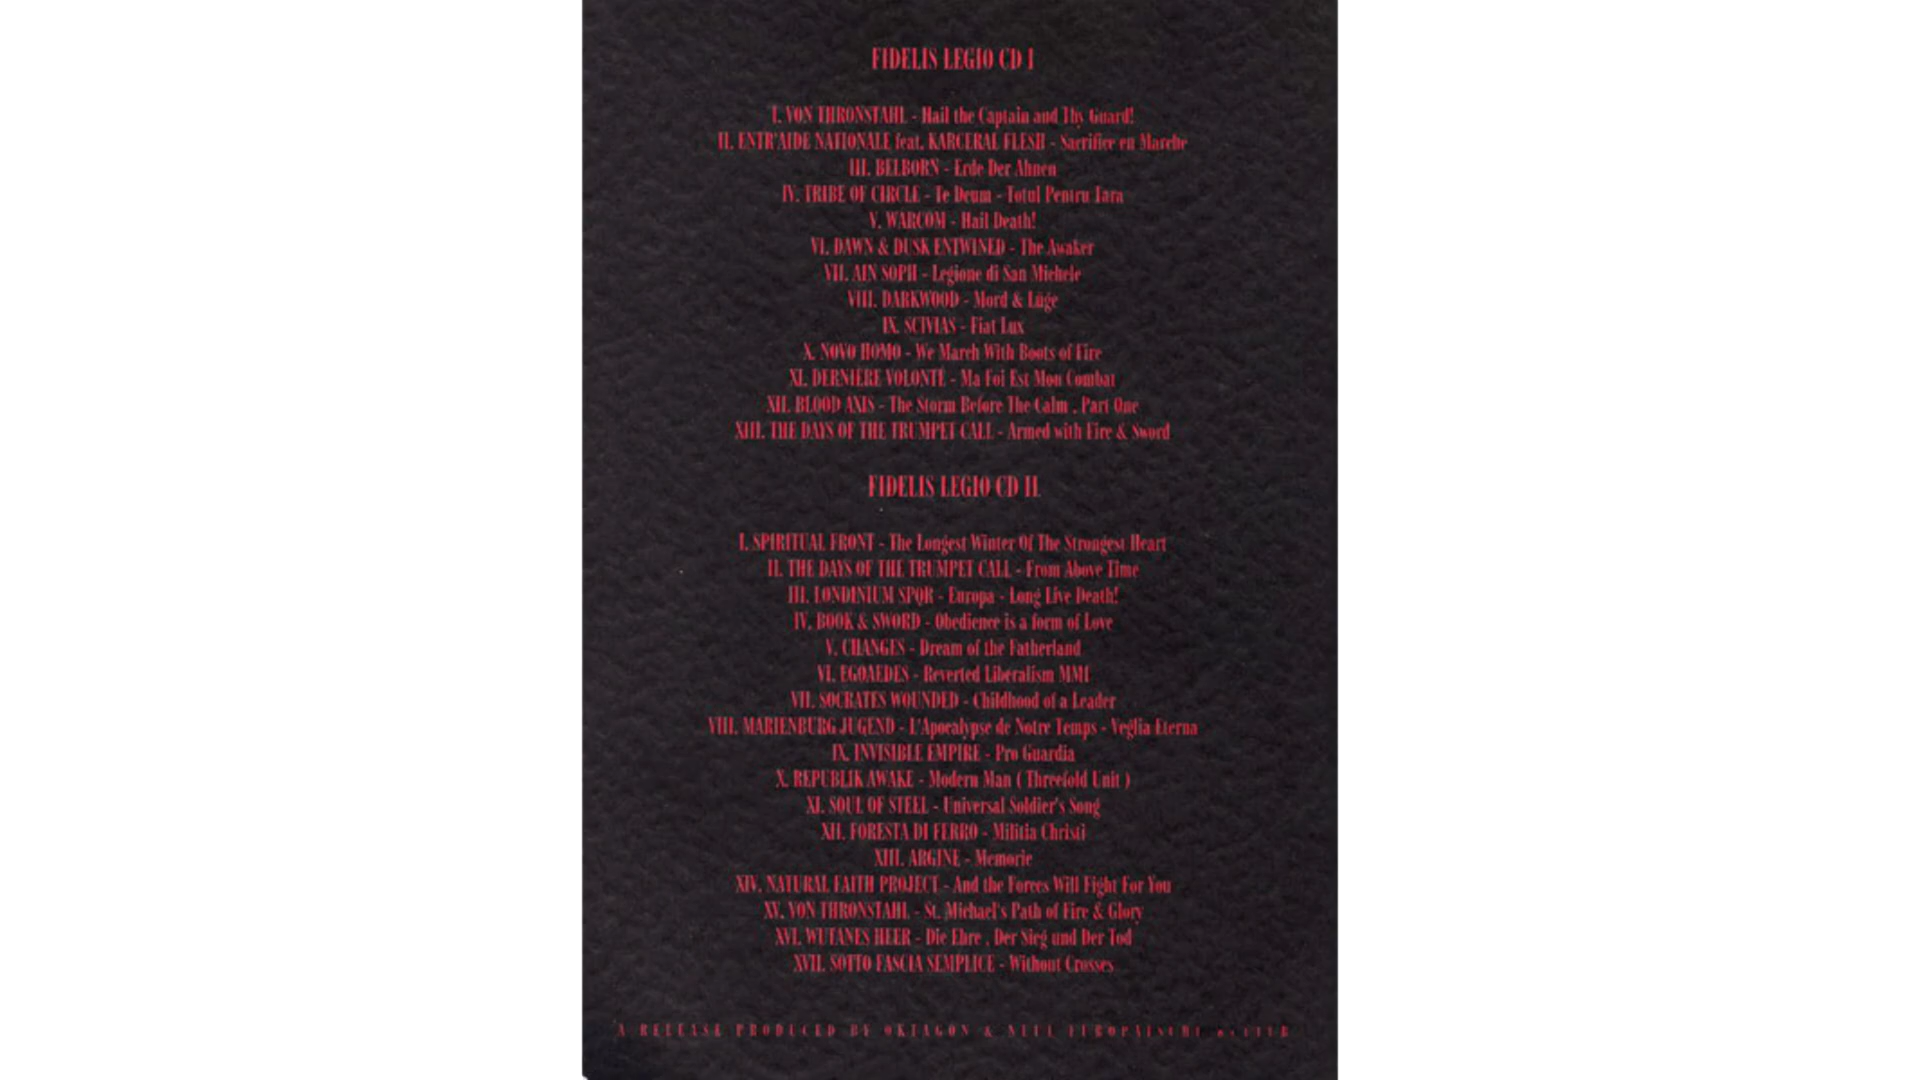 FIDELIS LEGIO CD I
I. VON THRONSTAHL - Hail the Captain and Thy Guard!
II. ENTR'AIDE NATIONALE feat. KARCERAL FLESH - Sacrifice en Marche
III. BELBORN - Erde Der Ahnen
IV. TRIBE OF CIRCLE - Te Deum - Totul Pentru Tara
V. WARCOM - Hail Death!
VI. DAWN & DUSK ENTWINED - The Awaker
VII. AIN SOPH - Legione di San Michele
VIII. DARKWOOD - Mord & Lüge
IX. SCIVIAS - Fiat Lux
X. NOVO HOMO - We March With Boots of Fire
XI. DERNIERE VOLONTÉ - Ma Foi Est Mon Combat
XII. BLOOD AXIS - The Storm Before The Calm . Part One
XIII. THE DAYS OF THE TRUMPET CALL - Armed with Fire & Sword
FIDELIS LEGIO CD II
I. SPIRITUAL FRONT - The Longest Winter Of The Strongest Heart
II. THE DAYS OF THE TRUMPET CALL - From Above Time
III. LONDINIUM SPQR - Europa - Long Live Death!
IV. BOOK & SWORD - Obedience is a form of Love
V. CHANGES - Dream of the Fatherland
VI. EGOAEDES - Reverted Liberalism MMI
VII. SOCRATES WOUNDED - Childhood of a Leader
VIII. MARIENBURG JUGEND - L'Apocalypse de Notre Temps - Veglia Eterna
IX. INVISIBLE EMPIRE - Pro Guardia
X. REPUBLIK AWAKE - Modern Man ( Threefold Unit )
XI. SOUL OF STEEL - Universal Soldier's Song
XII. FORESTA DI FERRO - Militia Christi
XIII. ARGINE - Memorie
XIV. NATURAL FAITH PROJECT - And the Forces Will Fight For You
XV. VON THRONSTAHL - St. Michael's Path of Fire & Glory
XVI. WUTANES HEER - Die Ehre , Der Sieg und Der Tod
XVII. SOTTO FASCIA SEMPLICE - Without Crosses
A RELEASE PRODUCED BY OKTAGON &